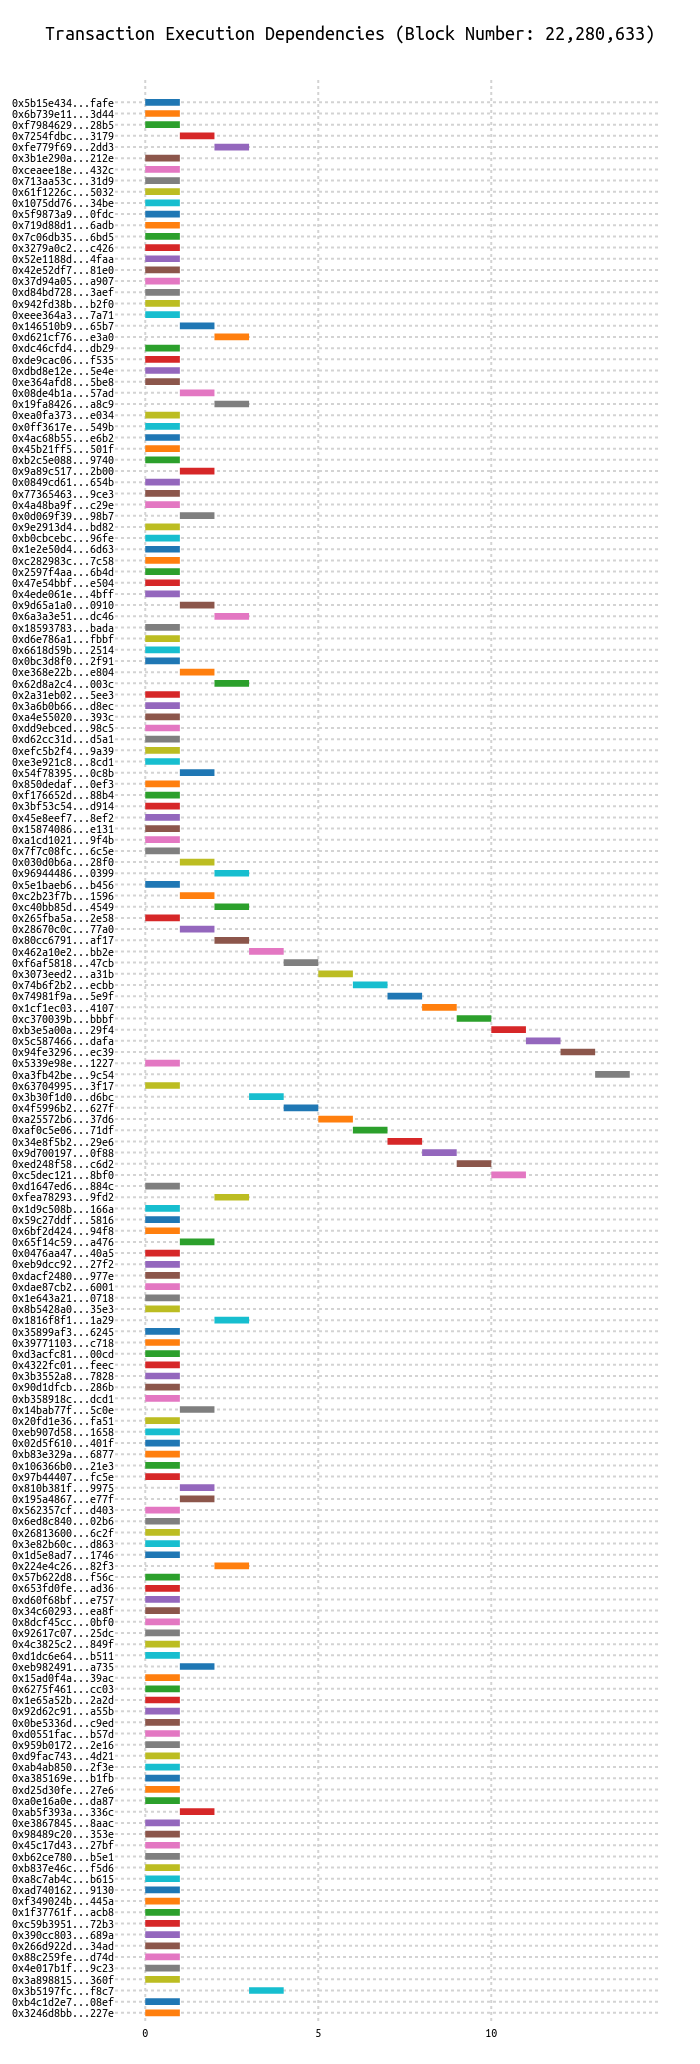 Transaction Execution Dependencies (Block Number: 22,280,633)
0x5b15e434...fafe
0x6b739e11...3d44
0xf7984629...28b5
0x7254fdbc...3179
0xfe779f69...2dd3
0x3b1e290a...212e
0xceaee18e...432c
0x713aa53c...31d9
0x61f1226c...5032
0x1075dd76...34be
0x5f9873a9...0fdc
0x719d88d1...6adb
0x7c06db35...6bd5
0x3279a0c2...c426
0x52e1188d...4faa
0x42e52df7...81e0
0x37d94a05...a907
0xd84bd728...3aef
0x942fd38b...b2f0
0xeee364a3...7a71
0x146510b9...65b7
0xd621cf76...e3a0
0xdc46cfd4...db29
0xde9cac06...f535
0xdbd8e12e...5e4e
0xe364afd8...5be8
0x08de4b1a...57ad
0x19fa8426...a8c9
0xea0fa373...e034
0x0ff3617e...549b
0x4ac68b55...e6b2
0x45b21ff5...501f
0xb2c5e088...9740
0x9a89c517...2b00
0x0849cd61...654b
0x77365463...9ce3
0x4a48ba9f...c29e
0x0d069f39...98b7
0x9e2913d4...bd82
0xb0cbcebc...96fe
0x1e2e50d4...6d63
0xc282983c...7c58
0x2597f4aa...6b4d
0x47e54bbf...e504
0x4ede061e...4bff
0x9d65a1a0...0910
0x6a3a3e51...dc46
0x18593783...bada
0xd6e786a1...fbbf
0x6618d59b...2514
0x0bc3d8f0...2f91
0xe368e22b...e804
0x62d8a2c4...003c
0x2a31eb02...5ee3
0x3a6b0b66...d8ec
0xa4e55020...393c
0xdd9ebced...98c5
0xd62cc31d...d5a1
0xefc5b2f4...9a39
0xe3e921c8...8cd1
0x54f78395...0c8b
0x850dedaf...0ef3
0xf176652d...88b4
0x3bf53c54...d914
0x45e8eef7...8ef2
0x15874086...e131
0xa1cd1021...9f4b
0x7f7c08fc...6c5e
0x030d0b6a...28f0
0x96944486...0399
0x5e1baeb6...b456
0xc2b23f7b...1596
0xc40bb85d...4549
0x265fba5a...2e58
0x28670c0c...77a0
0x80cc6791...af17
0x462a10e2...bb2e
0xf6af5818...47cb
0x3073eed2...a31b
0x74b6f2b2...ecbb
0x74981f9a...5e9f
0x1cf1ec03...4107
0xc370039b...bbbf
0xb3e5a00a...29f4
0x5c587466...dafa
0x94fe3296...ec39
0x5339e98e...1227
0xa3fb42be...9c54
0x63704995...3f17
0x3b30f1d0...d6bc
0x4f5996b2...627f
0xa25572b6...37d6
0xaf0c5e06...71df
0x34e8f5b2...29e6
0x9d700197...0f88
0xed248f58...c6d2
0xc5dec121...8bf0
0xd1647ed6...884c
0xfea78293...9fd2
0x1d9c508b...166a
0x59c27ddf...5816
0x6bf2d424...94f8
0x65f14c59...a476
0x0476aa47...40a5
0xeb9dcc92...27f2
0xdacf2480...977e
0xdae87cb2...6001
0x1e643a21...0718
0x8b5428a0...35e3
0x1816f8f1...1a29
0x35899af3...6245
0x39771103...c718
0xd3acfc81...00cd
0x4322fc01...feec
0x3b3552a8...7828
0x90d1dfcb...286b
0xb358918c...dcd1
0x14bab77f...5c0e
0x20fd1e36...fa51
0xeb907d58...1658
0x02d5f610...401f
0xb83e329a...6877
0x106366b0...21e3
0x97b44407...fc5e
0x810b381f...9975
0x195a4867...e77f
0x562357cf...d403
0x6ed8c840...02b6
0x26813600...6c2f
0x3e82b60c...d863
0x1d5e8ad7...1746
0x224e4c26...82f3
0x57b622d8...f56c
0x653fd0fe...ad36
0xd60f68bf...e757
0x34c60293...ea8f
0x8dcf45cc...0bf0
0x92617c07...25dc
0x4c3825c2...849f
0xd1dc6e64...b511
0xeb982491...a735
0x15ad0f4a...39ac
0x6275f461...cc03
0x1e65a52b...2a2d
0x92d62c91...a55b
0x0be5336d...c9ed
0xd0551fac...b57d
0x959b0172...2e16
0xd9fac743...4d21
0xab4ab850...2f3e
0xa385169e...b1fb
0xd25d30fe...27e6
0xa0e16a0e...da87
0xab5f393a...336c
0xe3867845...8aac
0x98489c20...353e
0x45c17d43...27bf
0xb62ce780...b5e1
0xb837e46c...f5d6
0xa8c7ab4c...b615
0xad740162...9130
0xf349024b...445a
0x1f37761f...acb8
0xc59b3951...72b3
0x390cc803...689a
0x266d922d...34ad
0x88c259fe...d74d
0x4e017b1f...9c23
0x3a898815...360f
0x3b5197fc...f8c7
0xb4c1d2e7...08ef
0x3246d8bb...227e
0 5 10